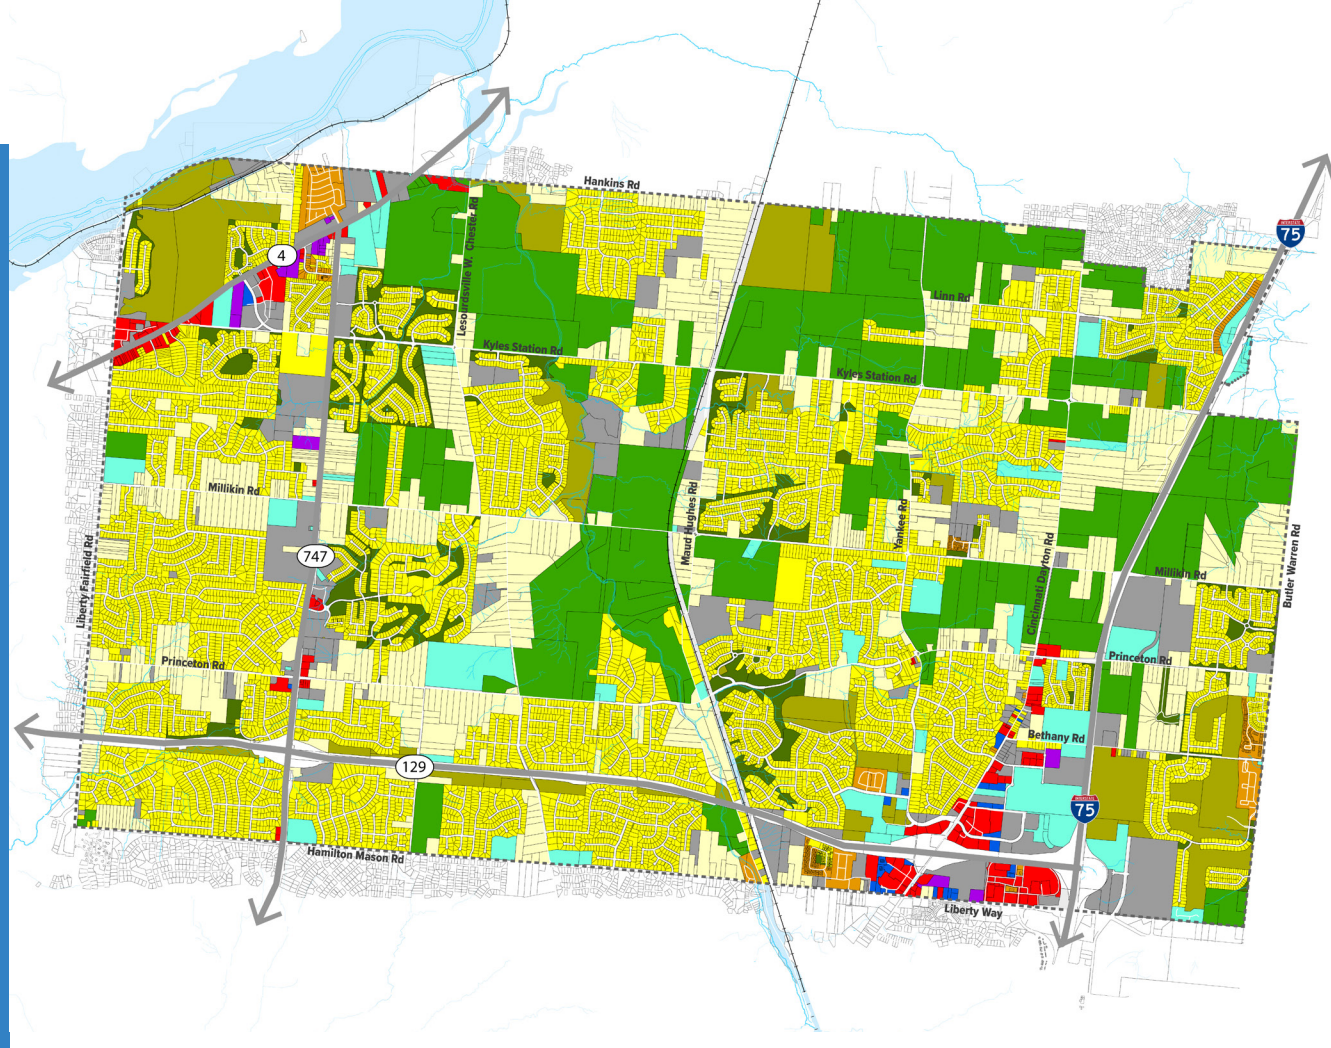 Hankins Rd
INTERSTATE
75
Lesourdsville W. Chester Rd
4
Linn Rd
Kyles Station Rd
Kyles Station Rd
Millikin Rd
Maud Hughes Rd
Yankee Rd
Cincinnati Dayton Rd
Butler Warren Rd
Liberty Fairfield Rd
747
Millikin Rd
Princeton Rd
Princeton Rd
Bethany Rd
129
INTERSTATE
75
Hamilton Mason Rd
Liberty Way